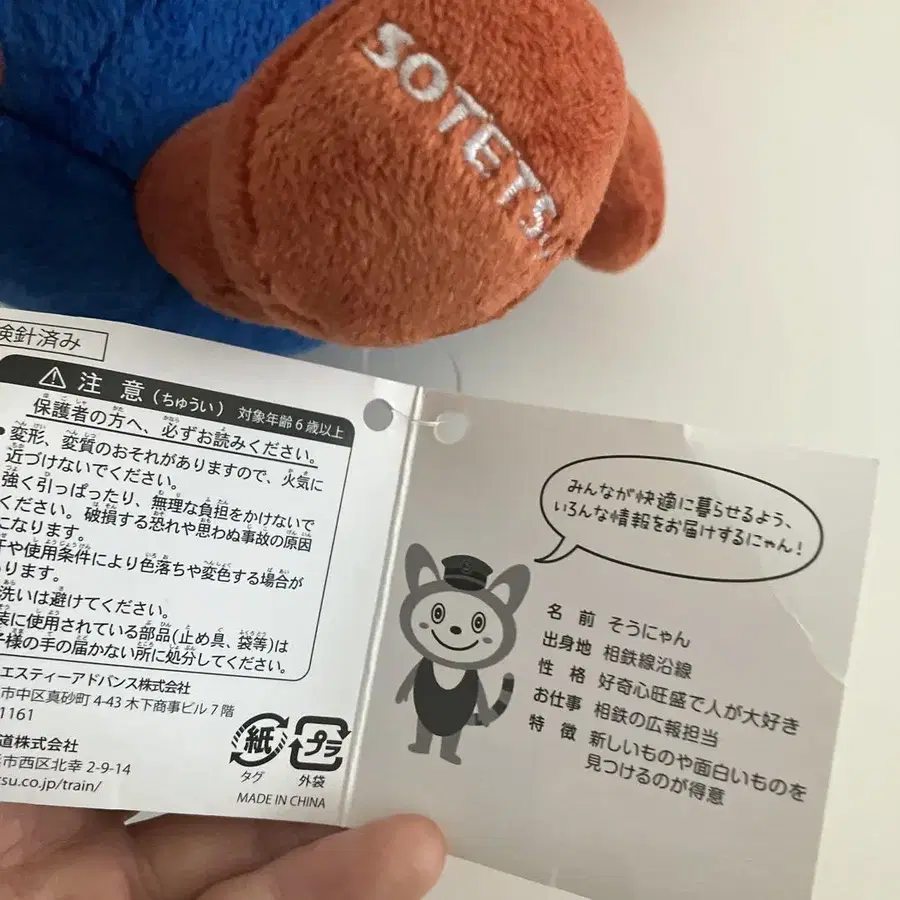 SOTETSU
検針済み
注意(ちゅうい) 対象年齢6歳以上
保護者の方へ、必ずお読みください。
・変形、変質のおそれがありますので、火気に
近づけないでください。
強く引っぱったり、無理な負担をかけないで
ください。破損する恐れや思わぬ事故の原因
になります。
や使用条件により色落ちや変色する場合が
ります。
洗いは避けてください。
装に使用されている部品(止め具、袋等)は
子様の手の届かない所に処分してください。
エスティーアドバンス株式会社
市中区真砂町 4-43 木下商事ビル 7階
1161
道株式会社
市西区北幸 2-9-14
tsu.co.jp/train/
紙
タグ
プラ
外袋
MADE IN CHINA
みんなが快適に暮らせるよう、
いろんな情報をお届けするにゃん!
名前 そうにゃん
出身地 相鉄線沿線
性格 好奇心旺盛で人が大好き
お仕事 相鉄の広報担当
特徴 新しいものや面白いものを
見つけるのが得意